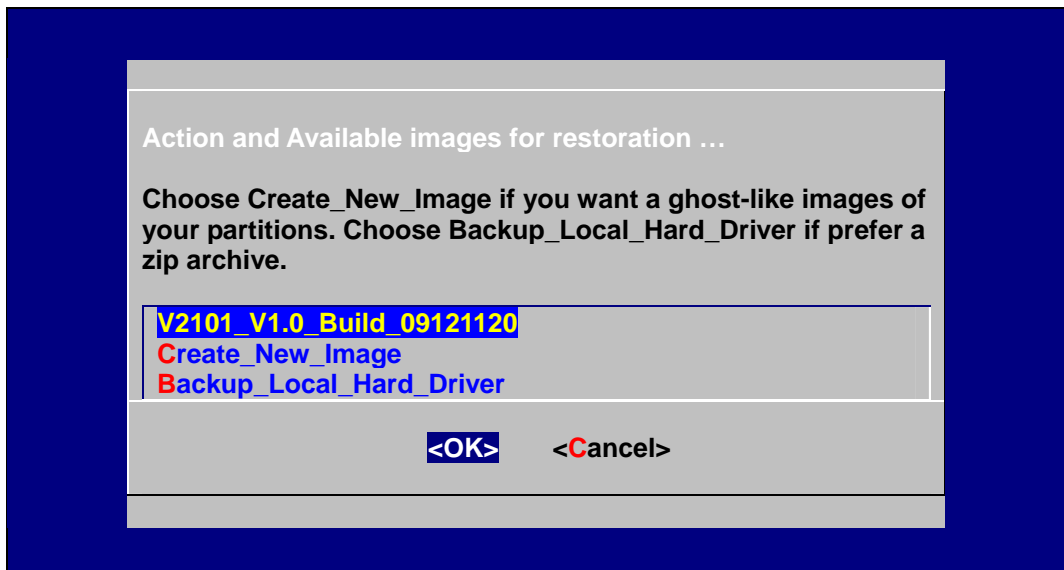 Action and Available images for restoration …
Choose Create_New_Image if you want a ghost-like images of
your partitions. Choose Backup_Local_Hard_Driver if prefer a
zip archive.
V2101_V1.0_Build_09121120
Create_New_Image
Backup_Local_Hard_Driver
<OK> <Cancel>